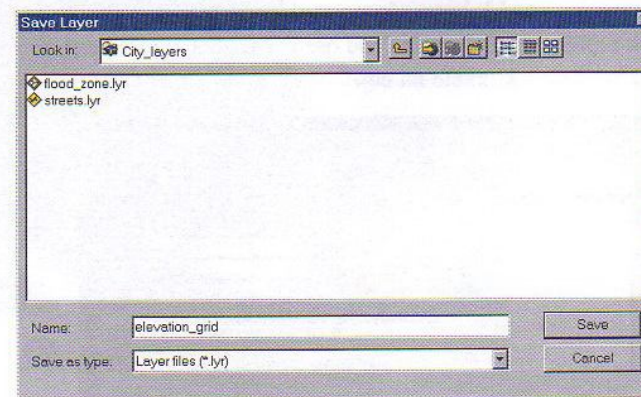 Save Layer
Look in: City_layers
flood_zone.lyr
streets.lyr
Name: elevation_grid Save
Save as type: Layer files (*.lyr) Cancel